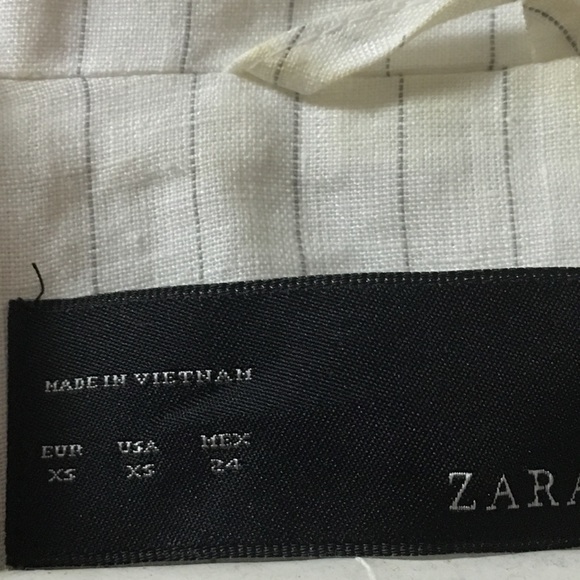 MADE IN VIETNAM
EUR USA MEX
XS XS 24
ZARA